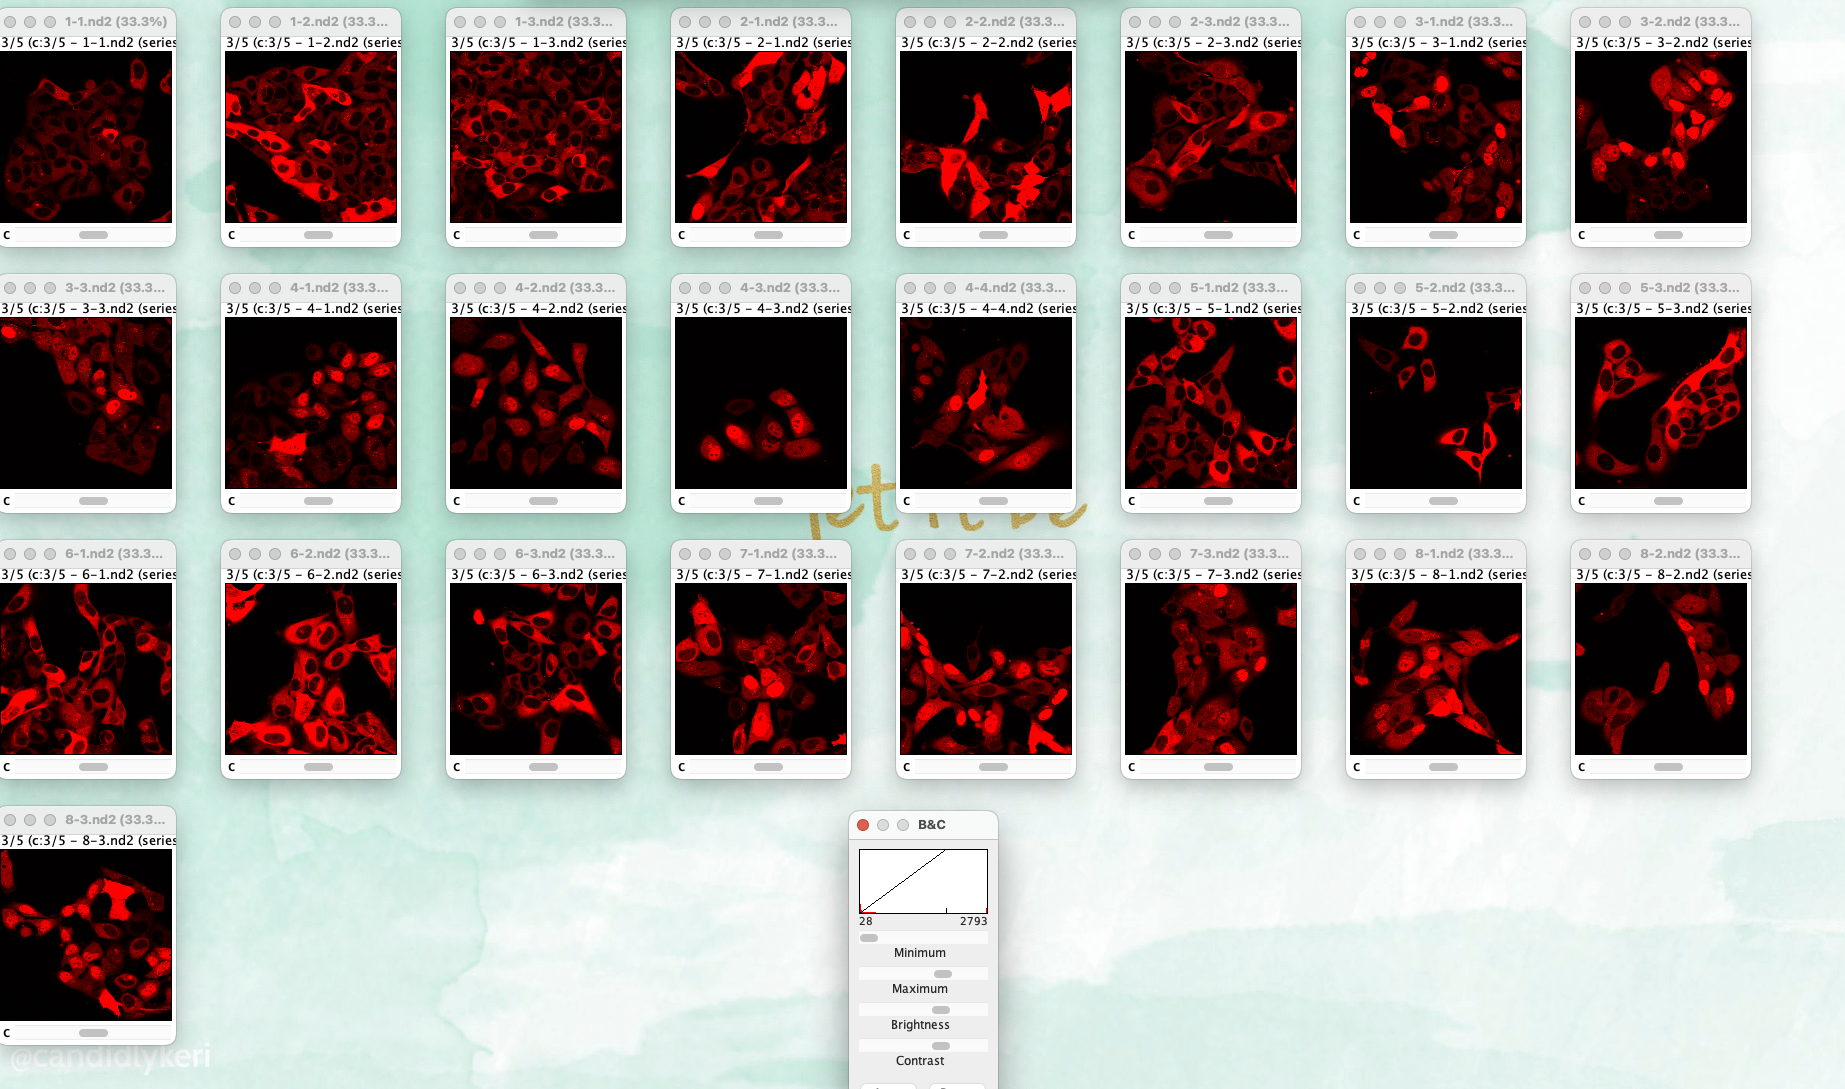 1-1.nd2 (33.3%)
1-2.nd2 (33.3...
1-3.nd2 (33.3...
2-1.nd2 (33.3...
2-2.nd2 (33.3...
2-3.nd2 (33.3...
3-1.nd2 (33.3...
3-2.nd2 (33.3...
3/5 (c:3/5 - 1-1.nd2 (series
3/5 (c:3/5 - 1-2.nd2 (series
3/5 (c:3/5 - 1-3.nd2 (series
3/5 (c:3/5 - 2-1.nd2 (series
3/5 (c:3/5 - 2-2.nd2 (series
3/5 (c:3/5 - 2-3.nd2 (series
3/5 (c:3/5 - 3-1.nd2 (series
3/5 (c:3/5 - 3-2.nd2 (series
c
c
c
c
c
c
c
c
3-3.nd2 (33.3...
4-1.nd2 (33.3...
4-2.nd2 (33.3...
4-3.nd2 (33.3...
4-4.nd2 (33.3...
5-1.nd2 (33.3...
5-2.nd2 (33.3...
5-3.nd2 (33.3...
3/5 (c:3/5 - 3-3.nd2 (series
3/5 (c:3/5 - 4-1.nd2 (series
3/5 (c:3/5 - 4-2.nd2 (series
3/5 (c:3/5 - 4-3.nd2 (series
3/5 (c:3/5 - 4-4.nd2 (series
3/5 (c:3/5 - 5-1.nd2 (series
3/5 (c:3/5 - 5-2.nd2 (series
3/5 (c:3/5 - 5-3.nd2 (series
c
c
c
c
c
c
c
c
6-1.nd2 (33.3...
6-2.nd2 (33.3...
6-3.nd2 (33.3...
7-1.nd2 (33.3...
7-2.nd2 (33.3...
7-3.nd2 (33.3...
8-1.nd2 (33.3...
8-2.nd2 (33.3...
3/5 (c:3/5 - 6-1.nd2 (series
3/5 (c:3/5 - 6-2.nd2 (series
3/5 (c:3/5 - 6-3.nd2 (series
3/5 (c:3/5 - 7-1.nd2 (series
3/5 (c:3/5 - 7-2.nd2 (series
3/5 (c:3/5 - 7-3.nd2 (series
3/5 (c:3/5 - 8-1.nd2 (series
3/5 (c:3/5 - 8-2.nd2 (series
c
c
c
c
c
c
c
c
8-3.nd2 (33.3...
3/5 (c:3/5 - 8-3.nd2 (series
c
@candidlykeri
B&C
28
2793
Minimum
Maximum
Brightness
Contrast